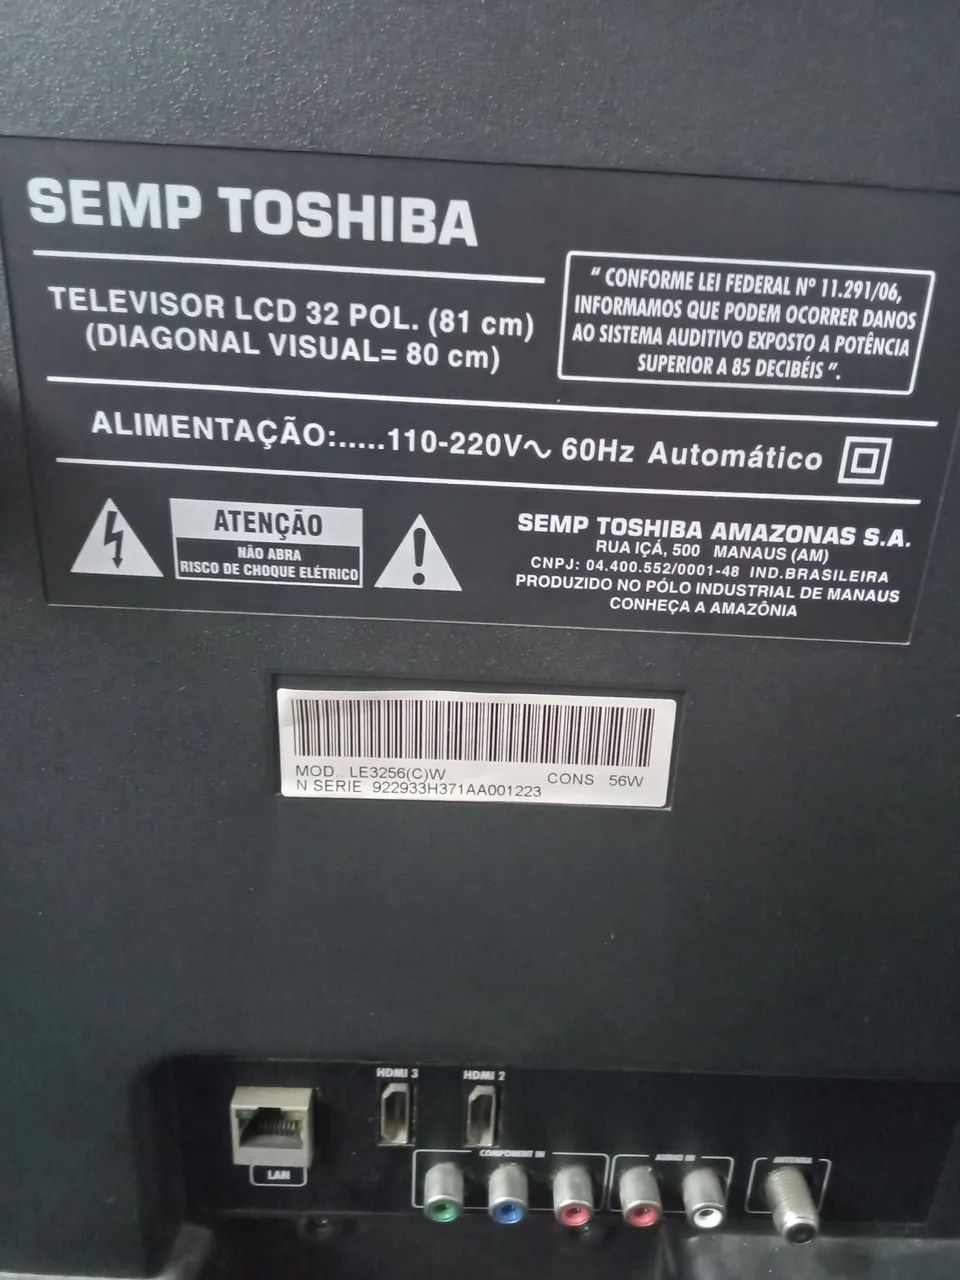 SEMP TOSHIBA
TELEVISOR LCD 32 POL. (81 cm)
(DIAGONAL VISUAL= 80 cm)
" CONFORME LEI FEDERAL Nº 11.291/06,
INFORMAMOS QUE PODEM OCORRER DANOS
AO SISTEMA AUDITIVO EXPOSTO A POTÊNCIA
SUPERIOR A 85 DECIBÉIS ".
ALIMENTAÇÃO:.....110-220V~ 60Hz Automático
ATENÇÃO
NÃO ABRA
RISCO DE CHOQUE ELÉTRICO
SEMP TOSHIBA AMAZONAS S.A.
RUA IÇÁ, 500 MANAUS (AM)
CNPJ: 04.400.552/0001-48 IND.BRASILEIRA
PRODUZIDO NO PÓLO INDUSTRIAL DE MANAUS
CONHEÇA A AMAZÔNIA
MOD. LE3256(C)W CONS 56W
N SERIE 922933H371AA001223
HDMI 3 HDMI 2
LAN
COMPONENT IN AUDIO IN ANTENNA